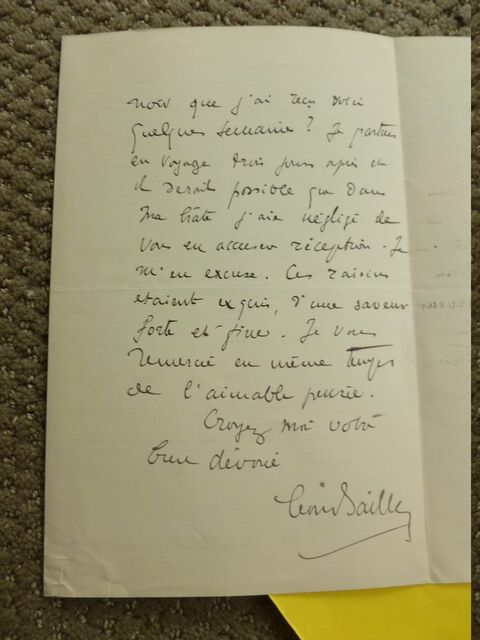 noir que j'ai reçu voici
quelques semaines ? Je partais
en voyage trois jours après et
il serait possible que dans
ma hâte j'aie négligé de
vous en accuser réception. Je
m'en excuse. Ces raisins
étaient exquis, d'une saveur
forte et fine. Je vous
remercie en même temps
de l'aimable pensée.
Croyez moi votre
bien dévoué